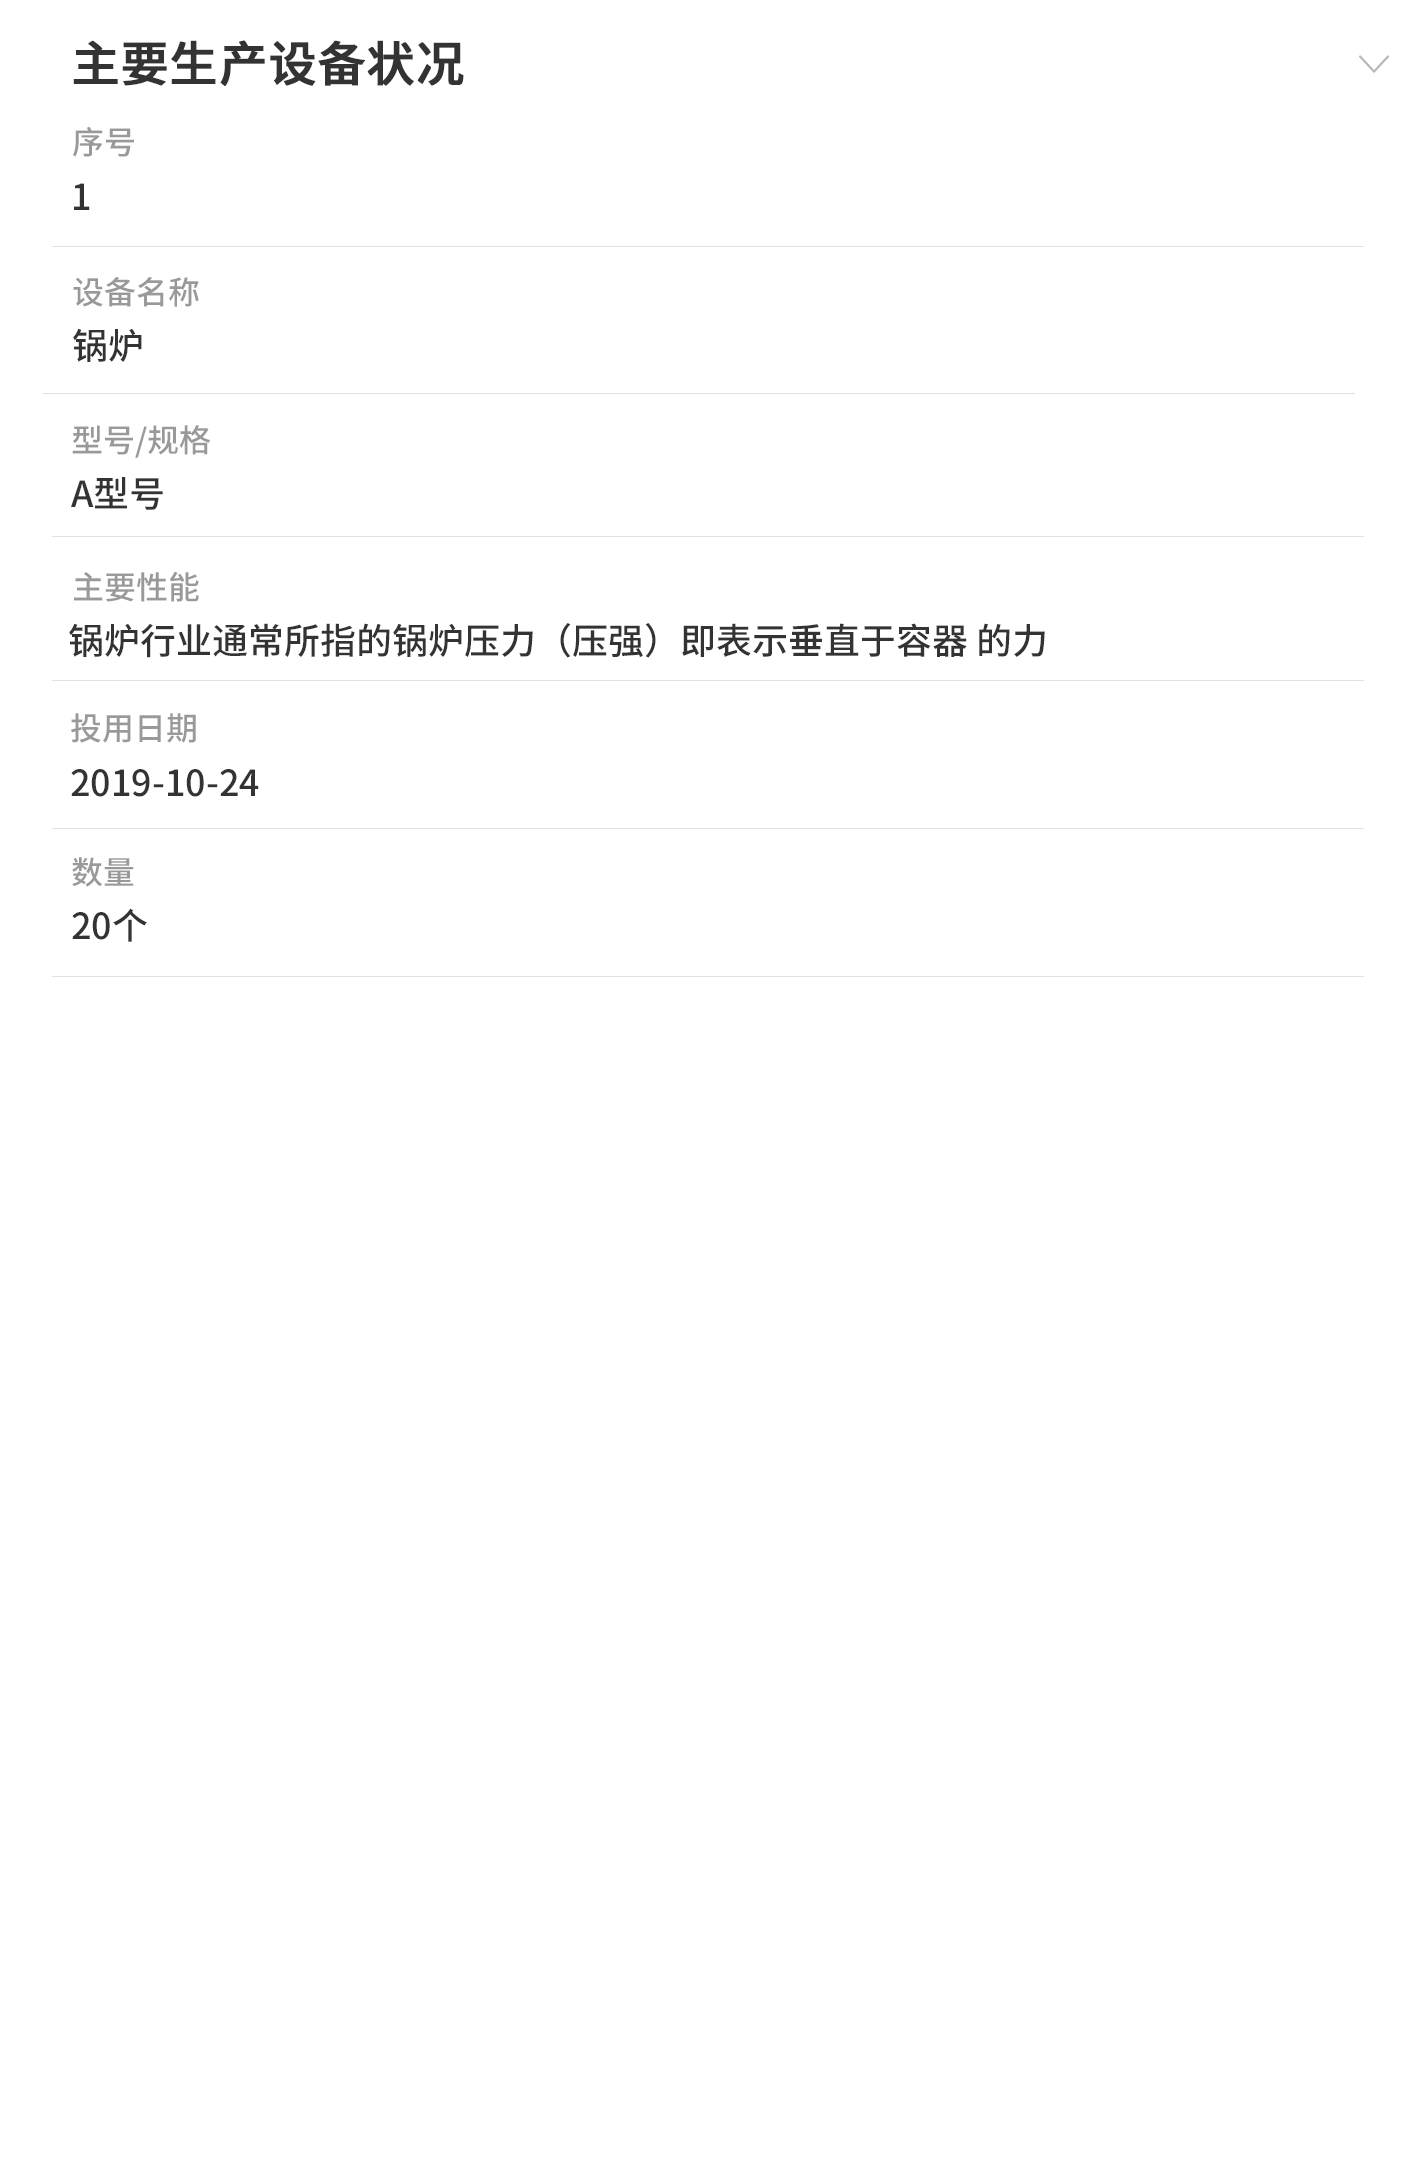 主要生产设备状况
序号
1
设备名称
锅炉
型号/规格
A型号
主要性能
锅炉行业通常所指的锅炉压力（压强）即表示垂直于容器 的力
投用日期
2019-10-24
数量
20个